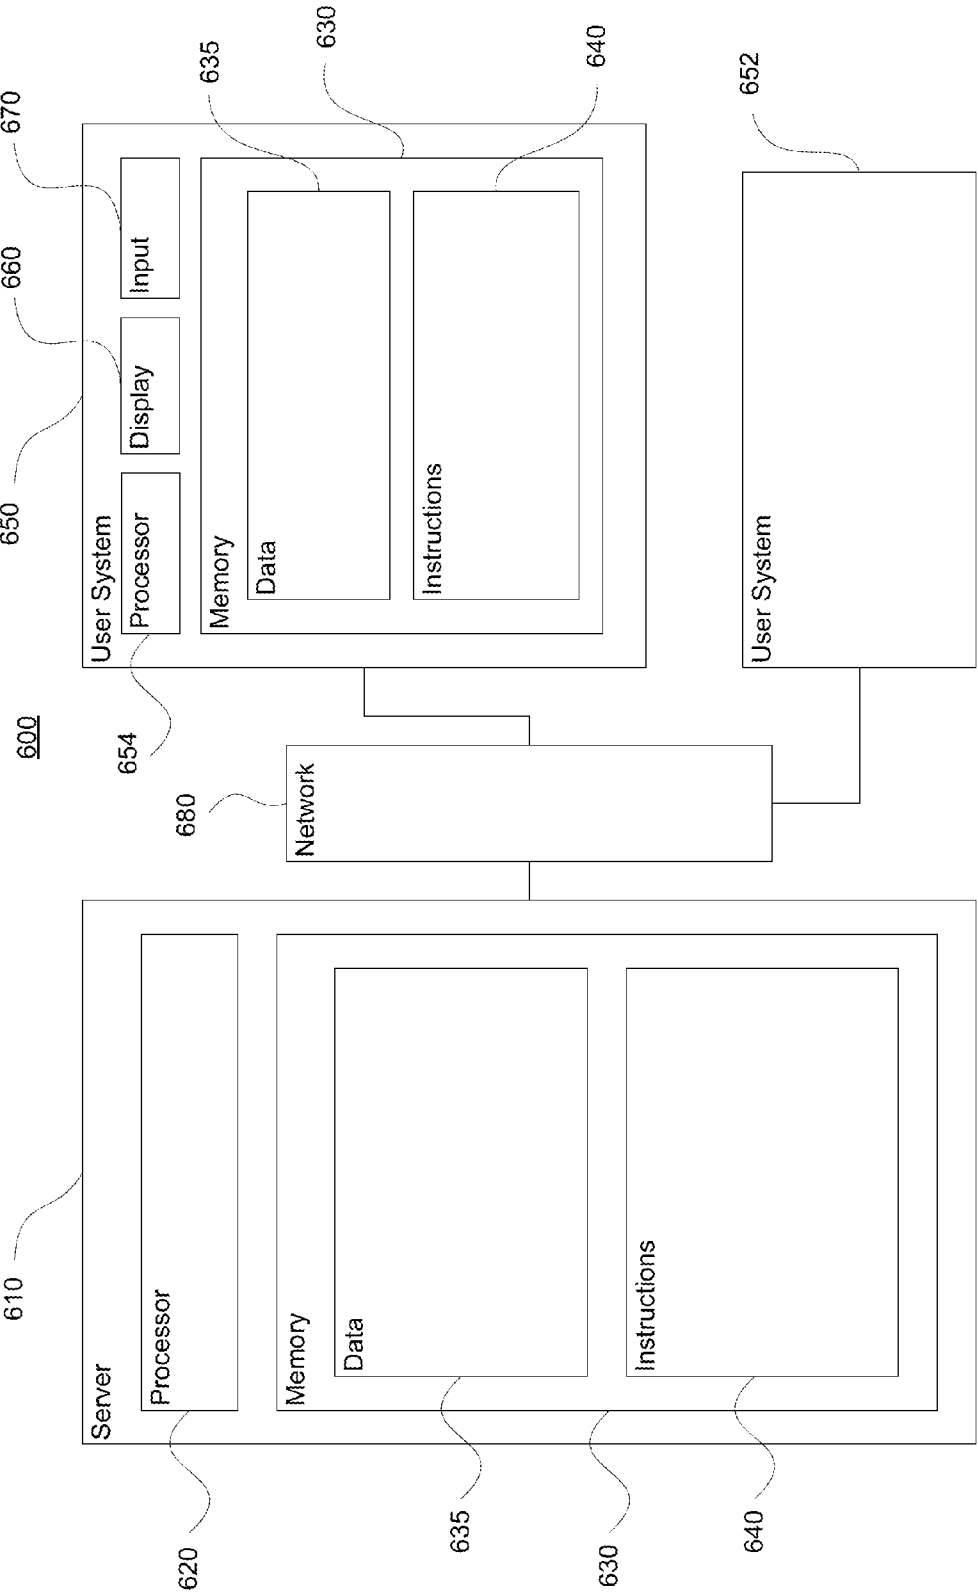 600
610
Server
Processor
620
Memory
Data
635
Instructions
640
630
Network
680
650
User System
Processor
654
Display
660
Input
670
Memory
630
Data
635
Instructions
640
User System
652